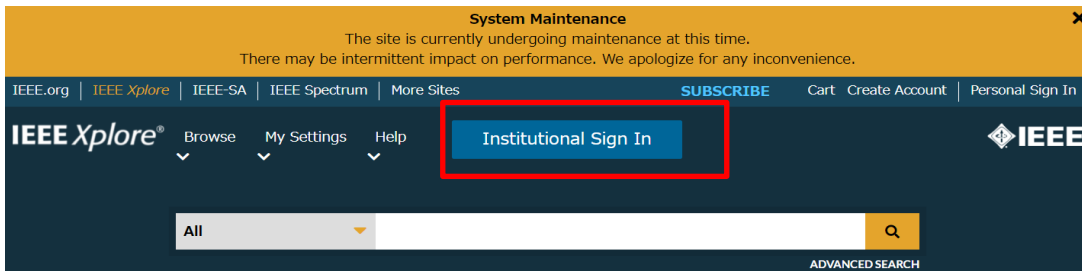 System Maintenance
The site is currently undergoing maintenance at this time.
There may be intermittent impact on performance. We apologize for any inconvenience.
IEEE.org | IEEE Xplore | IEEE-SA | IEEE Spectrum | More Sites SUBSCRIBE Cart Create Account | Personal Sign In
IEEE Xplore® Browse My Settings Help Institutional Sign In IEEE
All
ADVANCED SEARCH